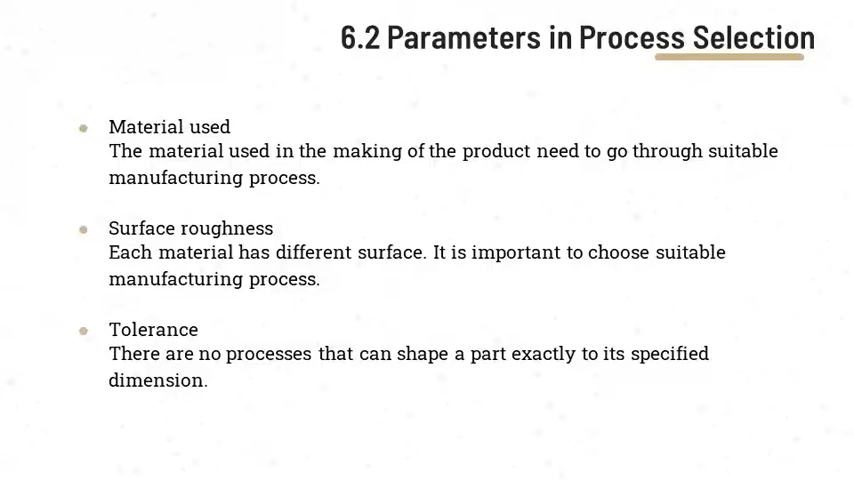 6.2 Parameters in Process Selection
Material used
The material used in the making of the product need to go through suitable
manufacturing process.
Surface roughness
Each material has different surface. It is important to choose suitable
manufacturing process.
Tolerance
There are no processes that can shape a part exactly to its specified
dimension.